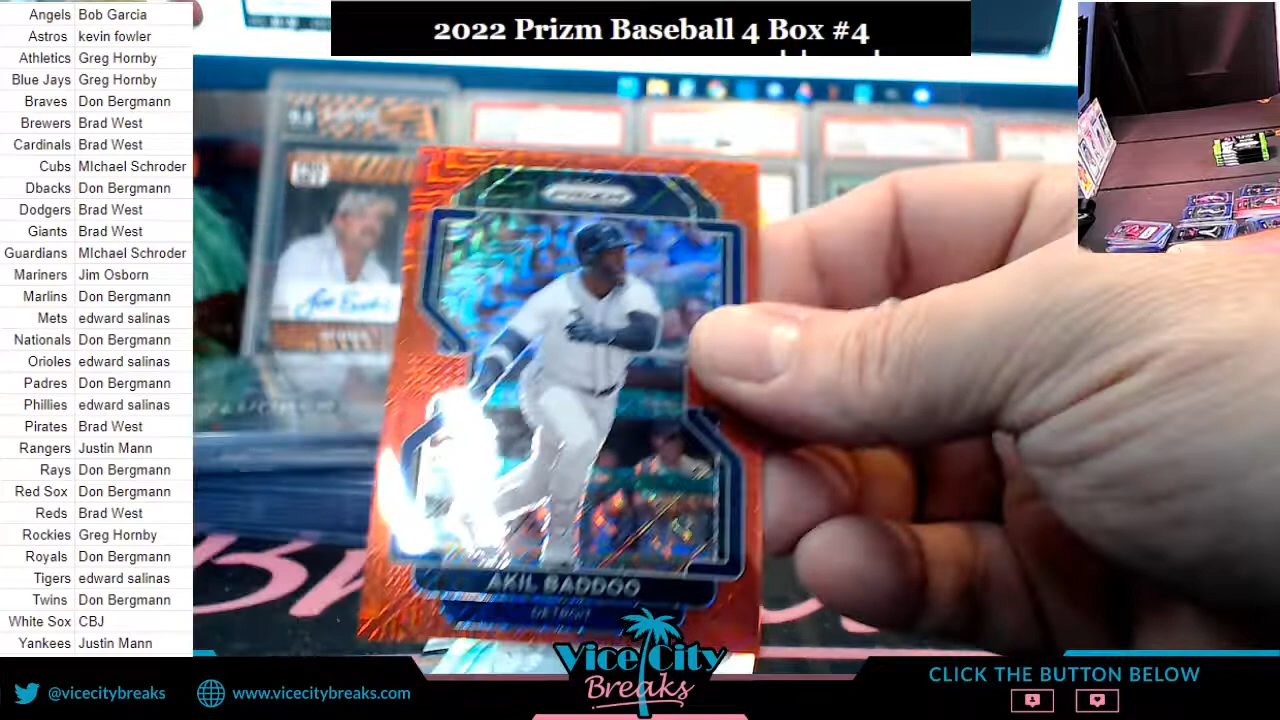 2022 Prizm Baseball 4 Box #4
Angels Bob Garcia
Astros kevin fowler
Athletics Greg Hornby
Blue Jays Greg Hornby
Braves Don Bergmann
Brewers Brad West
Cardinals Brad West
Cubs MIchael Schroder
Dbacks Don Bergmann
Dodgers Brad West
Giants Brad West
Guardians MIchael Schroder
Mariners Jim Osborn
Marlins Don Bergmann
Mets edward salinas
Nationals Don Bergmann
Orioles edward salinas
Padres Don Bergmann
Phillies edward salinas
Pirates Brad West
Rangers Justin Mann
Rays Don Bergmann
Red Sox Don Bergmann
Reds Brad West
Rockies Greg Hornby
Royals Don Bergmann
Tigers edward salinas
Twins Don Bergmann
White Sox CBJ
Yankees Justin Mann
PRIZM
AKIL BADDOO
DETROIT
Vice City
Breaks
@vicecitybreaks
www.vicecitybreaks.com
CLICK THE BUTTON BELOW